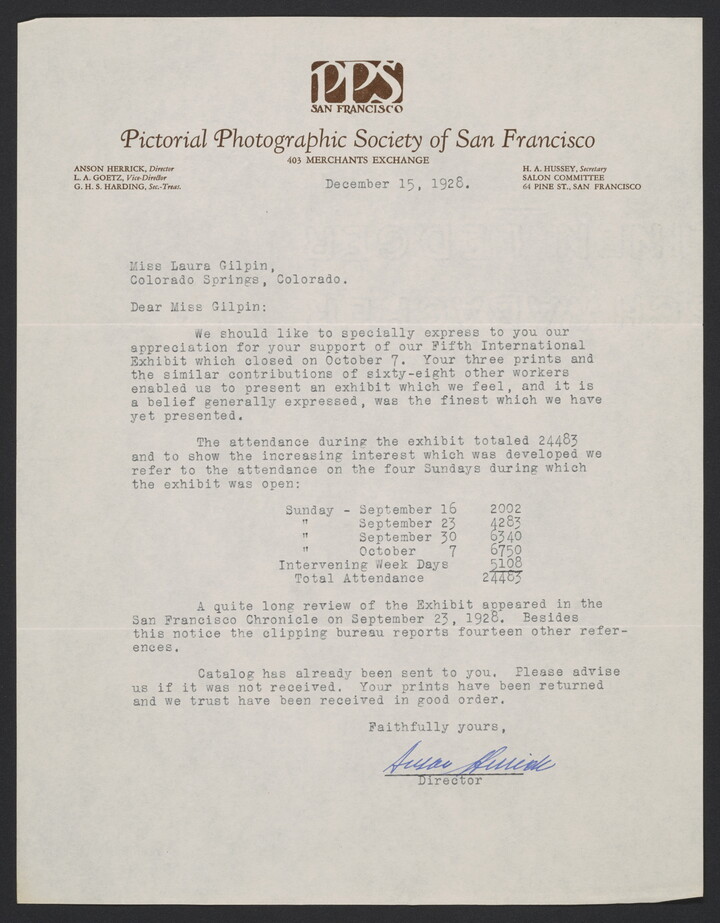 PPS
SAN FRANCISCO
Pictorial Photographic Society of San Francisco
403 MERCHANTS EXCHANGE
ANSON HERRICK, Director
L. A. GOETZ, Vice-Director
G. H. S. HARDING, Sec.-Treas.
H. A. HUSSEY, Secretary
SALON COMMITTEE
64 PINE ST., SAN FRANCISCO
December 15, 1928.
Miss Laura Gilpin,
Colorado Springs, Colorado.
Dear Miss Gilpin:
We should like to specially express to you our
appreciation for your support of our Fifth International
Exhibit which closed on October 7. Your three prints and
the similar contributions of sixty-eight other workers
enabled us to present an exhibit which we feel, and it is
a belief generally expressed, was the finest which we have
yet presented.
The attendance during the exhibit totaled 24483
and to show the increasing interest which was developed we
refer to the attendance on the four Sundays during which
the exhibit was open:
Sunday - September 16 2002
" September 23 4283
" September 30 6340
" October 7 6750
Intervening Week Days 5108
Total Attendance 24483
A quite long review of the Exhibit appeared in the
San Francisco Chronicle on September 23, 1928. Besides
this notice the clipping bureau reports fourteen other refer-
ences.
Catalog has already been sent to you. Please advise
us if it was not received. Your prints have been returned
and we trust have been received in good order.
Faithfully yours,
Anson Herrick
Director